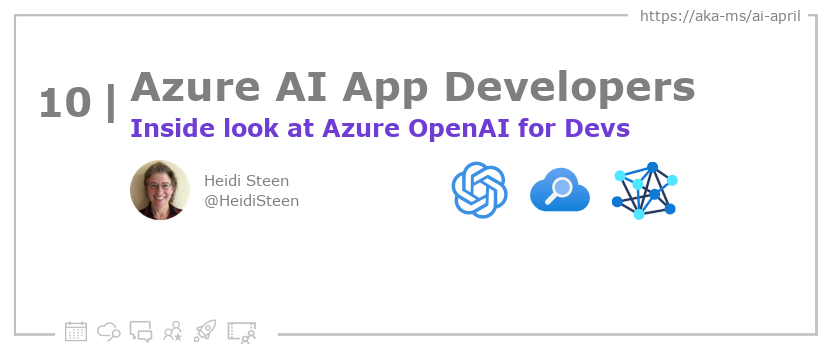 https://aka-ms/ai-april
10 | Azure AI App Developers
Inside look at Azure OpenAI for Devs
Heidi Steen
@HeidiSteen